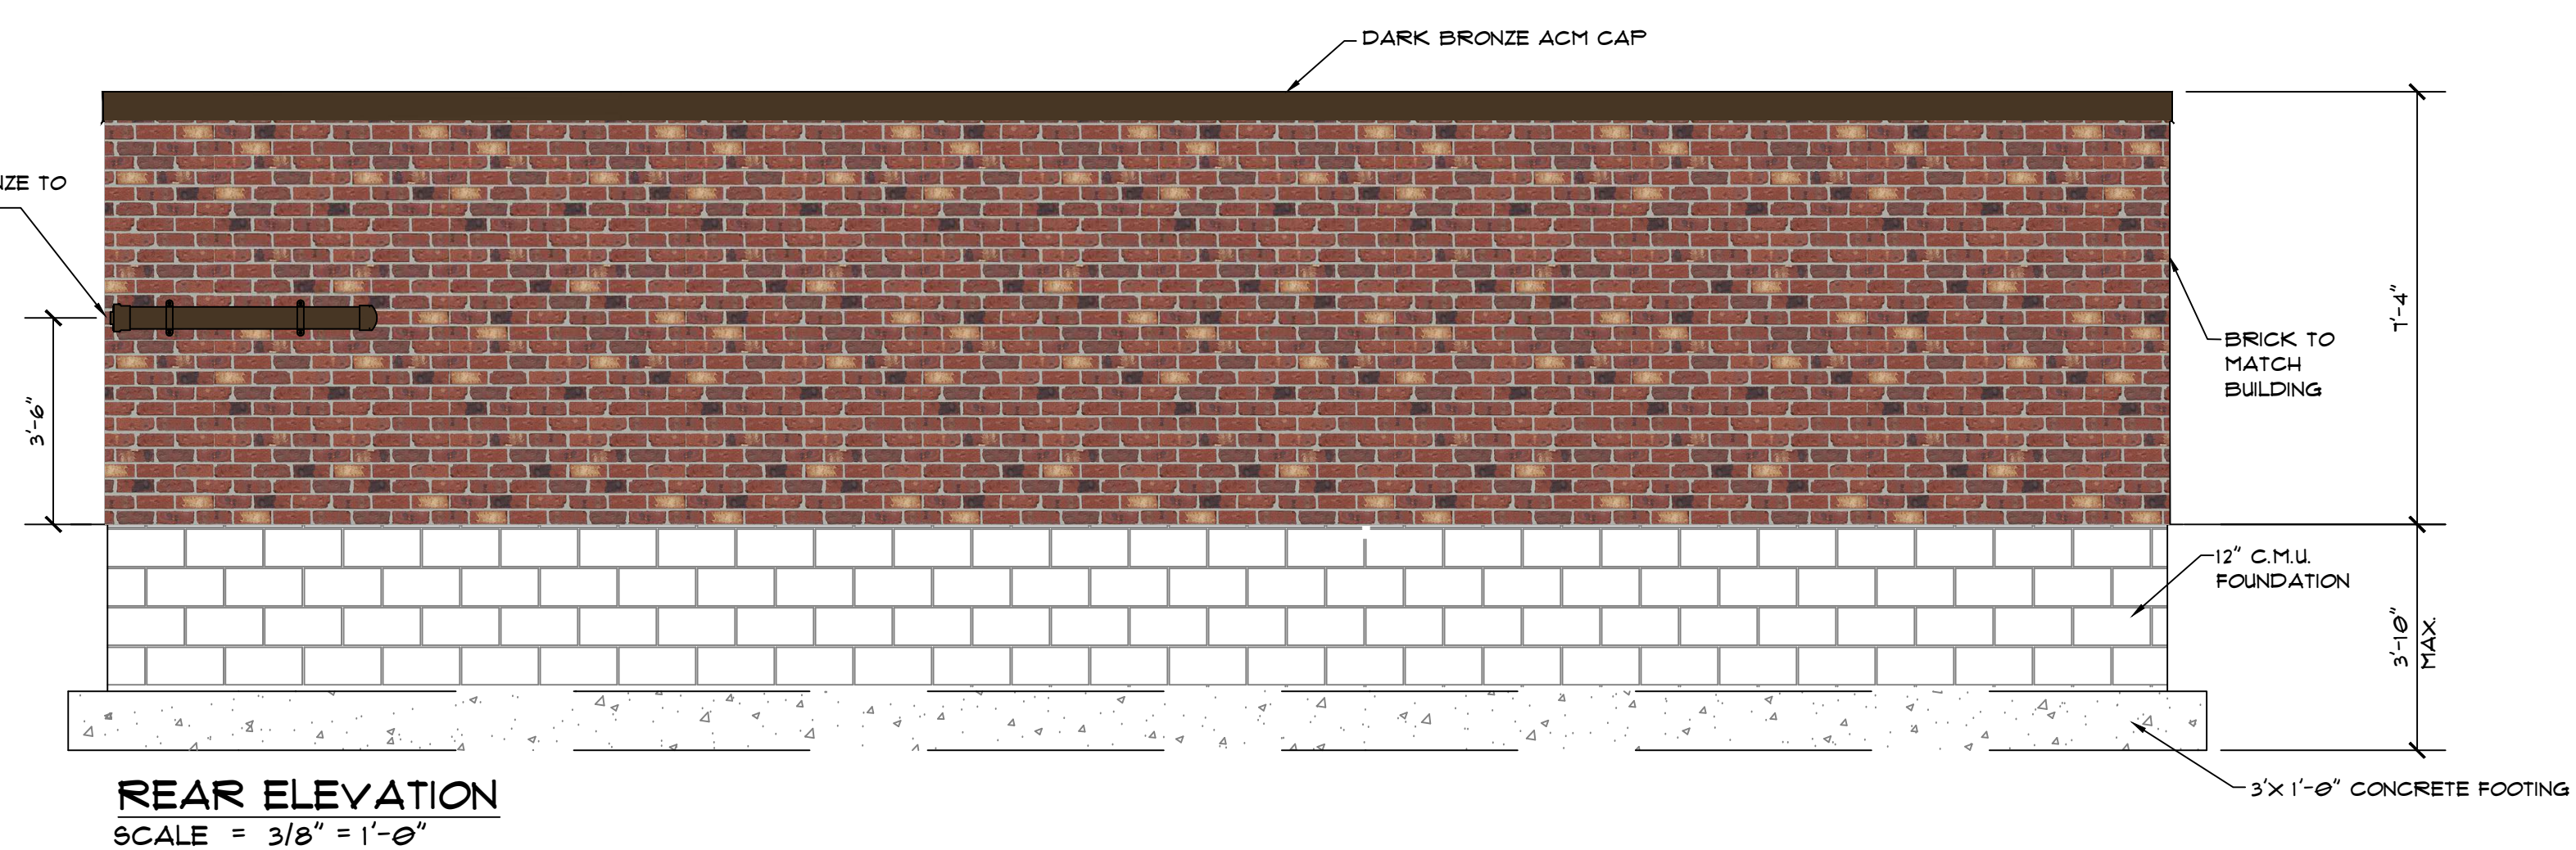 DARK BRONZE ACM CAP
TO
7'-4"
BRICK TO
MATCH
BUILDING
3'-6"
12" C.M.U.
FOUNDATION
3'-10"
MAX.
3'X 1'-0" CONCRETE FOOTING
REAR ELEVATION
SCALE = 3/8" = 1'-0"